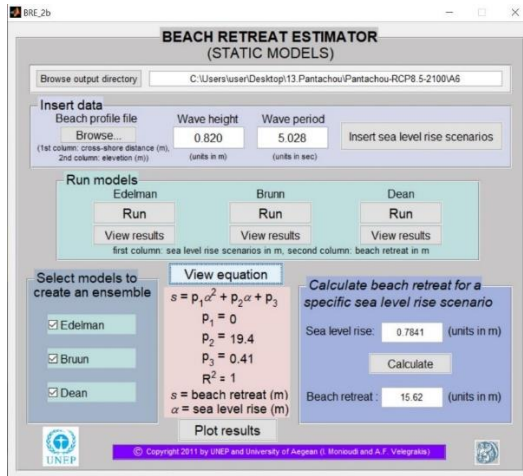 BRE_2b
BEACH RETREAT ESTIMATOR
(STATIC MODELS)
Browse output directory
C:\Users\user\Desktop\13.Pantachou\Pantachou-RCP8.5-2100\A6
Insert data
Beach profile file
Browse...
(1st column: cross-shore distance (m),
2nd column: elevetion (m))
Wave height
0.820
(units in m)
Wave period
5.028
(units in sec)
Insert sea level rise scenarios
Run models
Edelman Brunn Dean
Run Run Run
View results View results View results
first column: sea level rise scenarios in m, second column: beach retreat in m
Select models to
create an ensemble
Edelman
Bruun
Dean
View equation
s = p₁α² + p₂α + p₃
p₁ = 0
p₂ = 19.4
p₃ = 0.41
R² = 1
s = beach retreat (m)
α = sea level rise (m)
Plot results
Calculate beach retreat for a
specific sea level rise scenario
Sea level rise: 0.7841 (units in m)
Calculate
Beach retreat : 15.62 (units in m)
UNEP
© Copyright 2011 by UNEP and University of Aegean (I. Monioudi and A.F. Velegrakis)